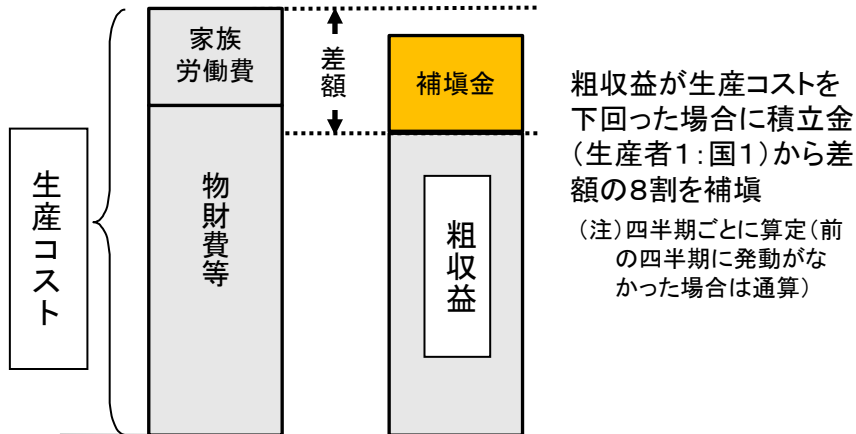 生産コスト
家族
労働費
物財費等
差額
補塡金
粗収益
粗収益が生産コストを
下回った場合に積立金
（生産者１：国１）から差
額の８割を補塡
（注）四半期ごとに算定（前
の四半期に発動がな
かった場合は通算）